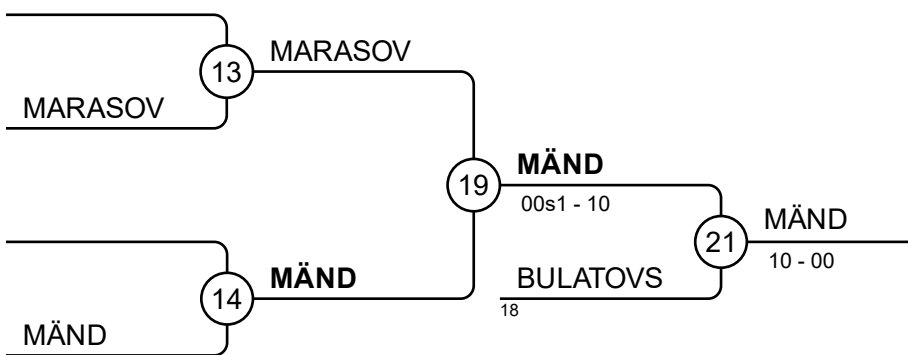 MARASOV
13
MARASOV
MÄND
19
00s1 - 10
MÄND
21
10 - 00
MÄND
14
BULATOVS
18
MÄND